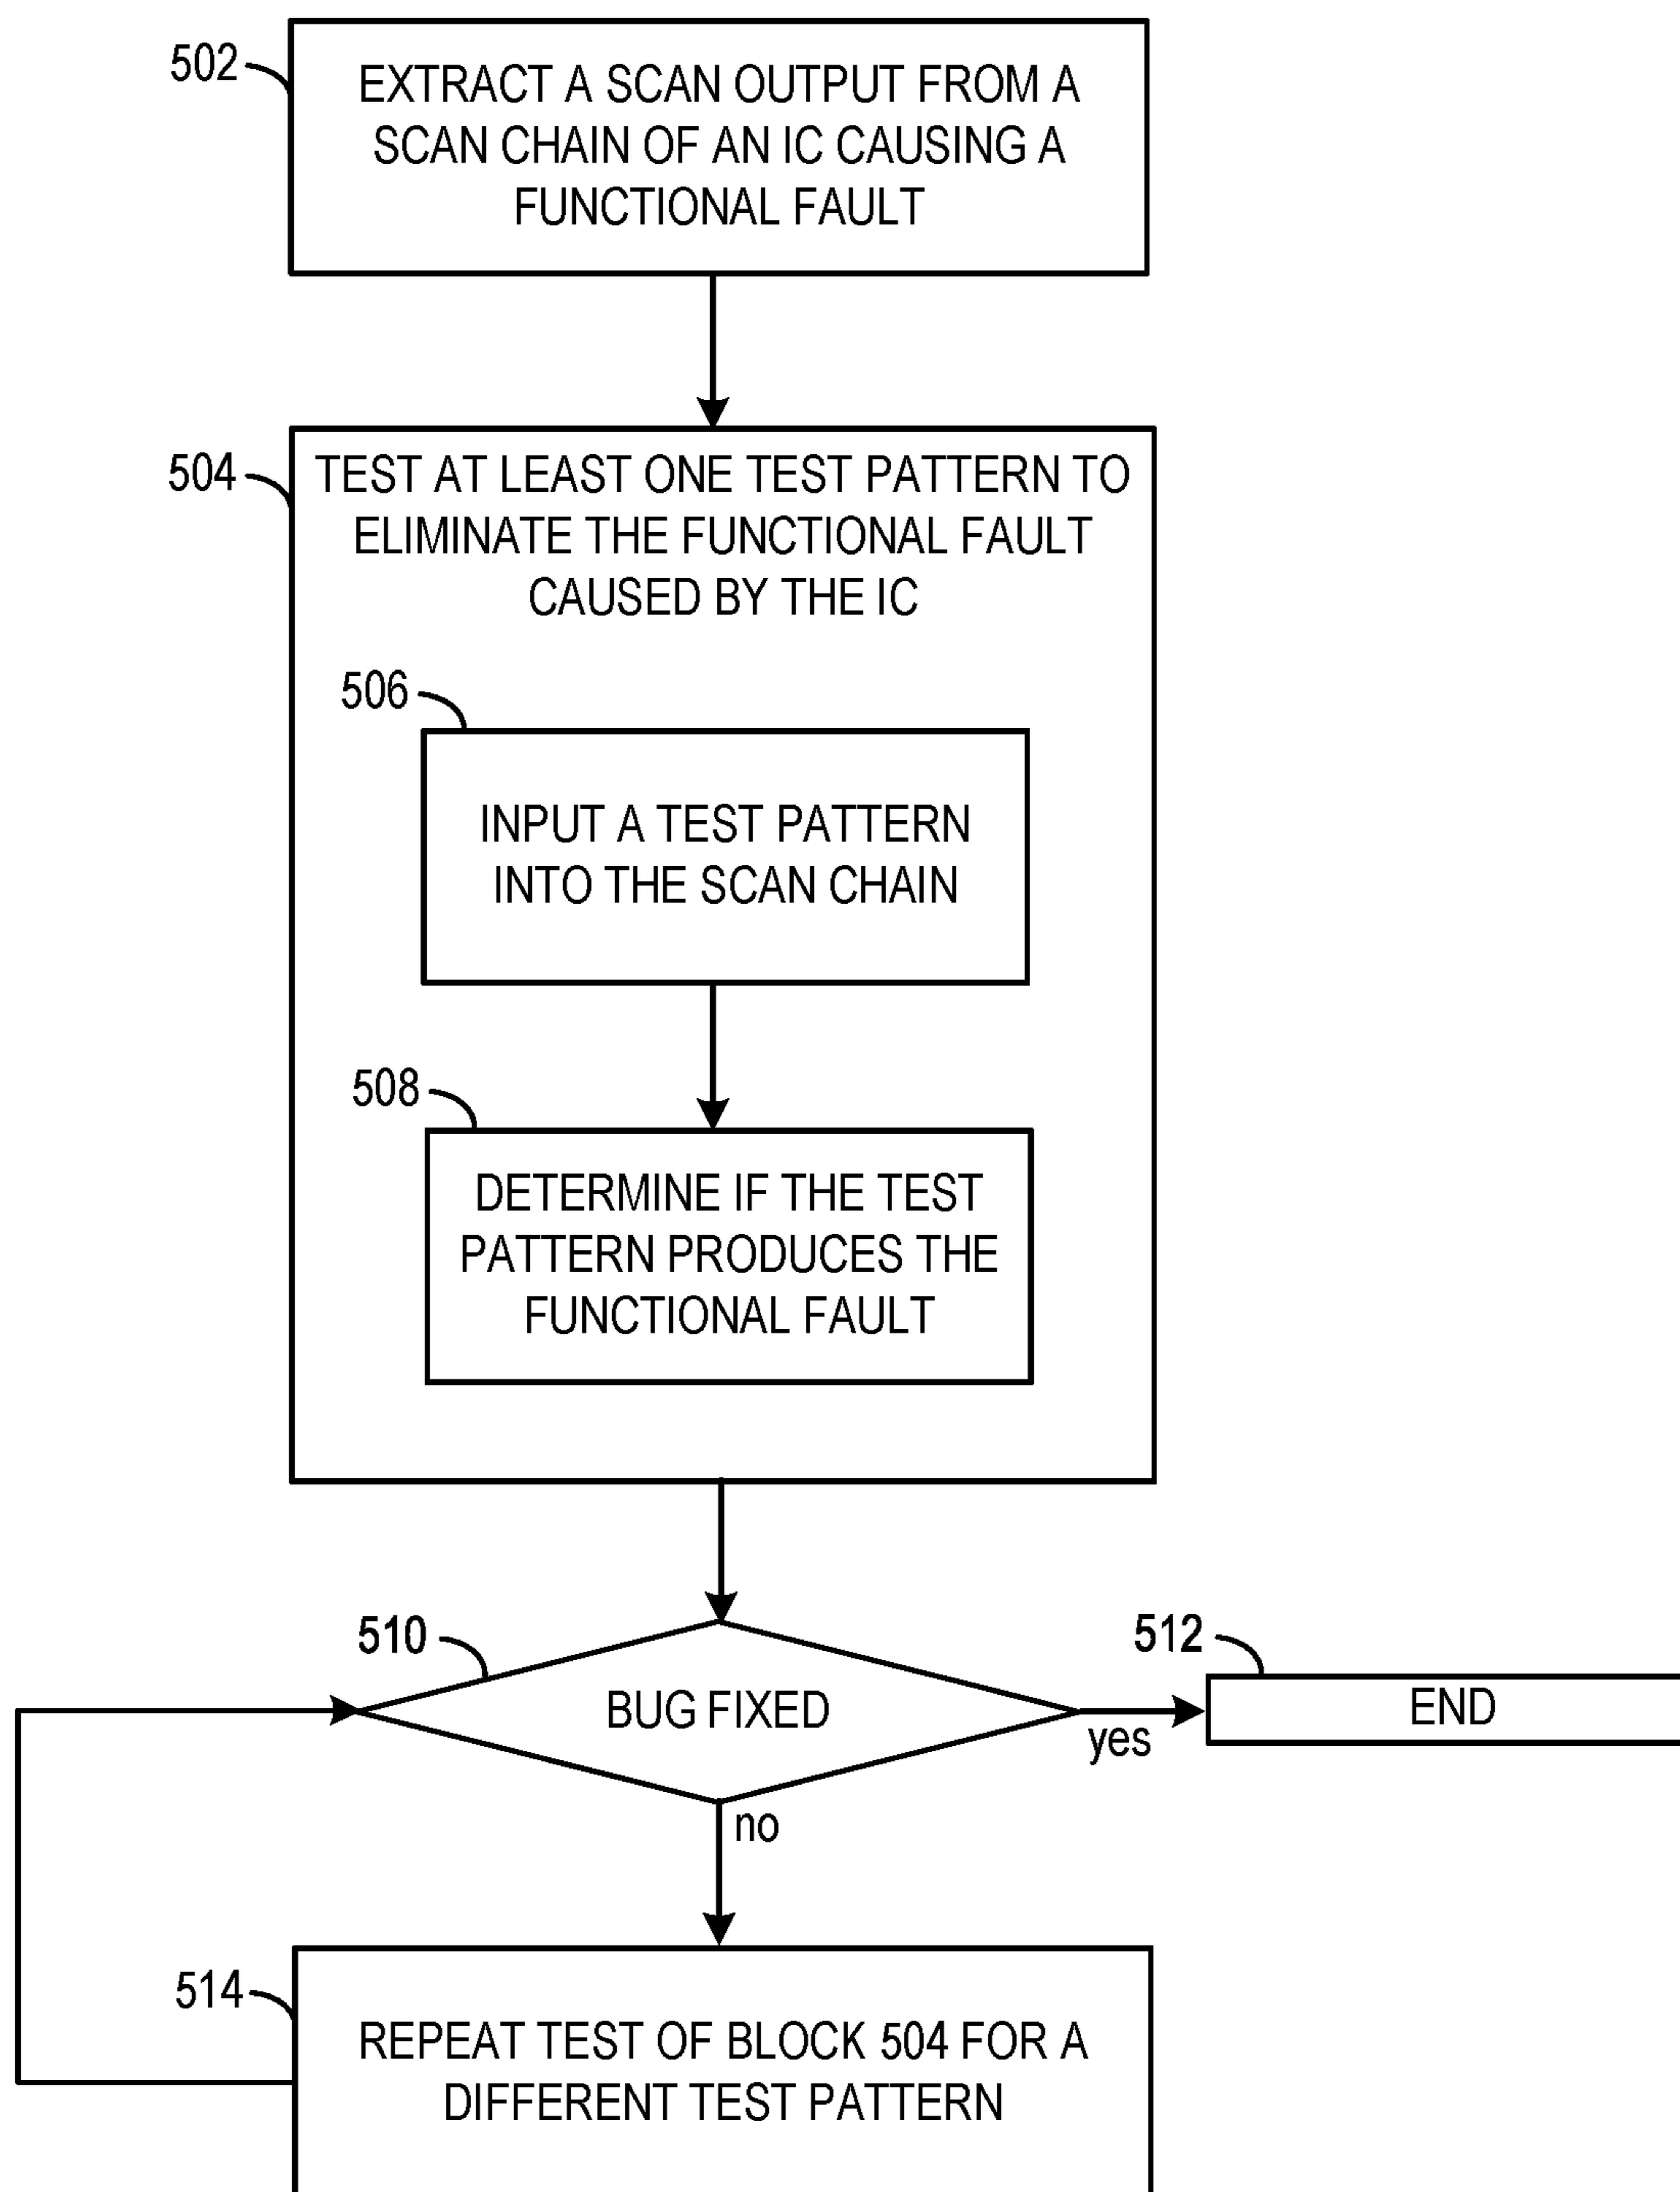 502
EXTRACT A SCAN OUTPUT FROM A
SCAN CHAIN OF AN IC CAUSING A
FUNCTIONAL FAULT
504
TEST AT LEAST ONE TEST PATTERN TO
ELIMINATE THE FUNCTIONAL FAULT
CAUSED BY THE IC
506
INPUT A TEST PATTERN
INTO THE SCAN CHAIN
508
DETERMINE IF THE TEST
PATTERN PRODUCES THE
FUNCTIONAL FAULT
510
BUG FIXED
yes
512
END
no
514
REPEAT TEST OF BLOCK 504 FOR A
DIFFERENT TEST PATTERN